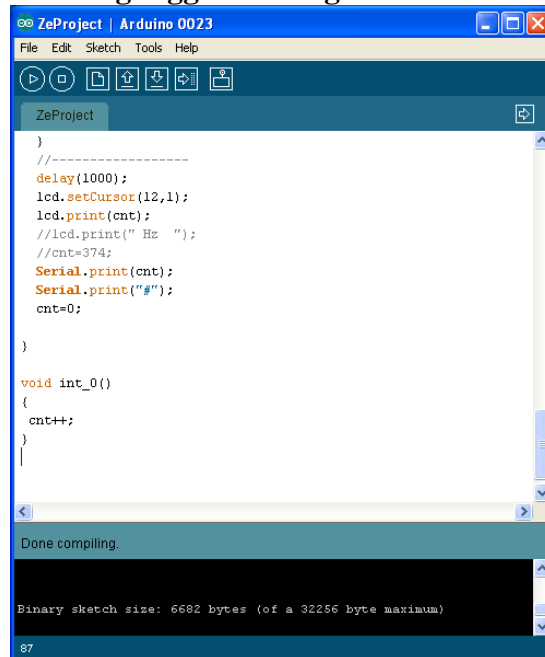 ZeProject | Arduino 0023
File Edit Sketch Tools Help
ZeProject
}
//------------------
delay(1000);
lcd.setCursor(12,1);
lcd.print(cnt);
//lcd.print(" Hz  ");
//cnt=374;
Serial.print(cnt);
Serial.print("#");
cnt=0;
}
void int_0()
{
cnt++;
}
Done compiling.
Binary sketch size: 6682 bytes (of a 32256 byte maximum)
87